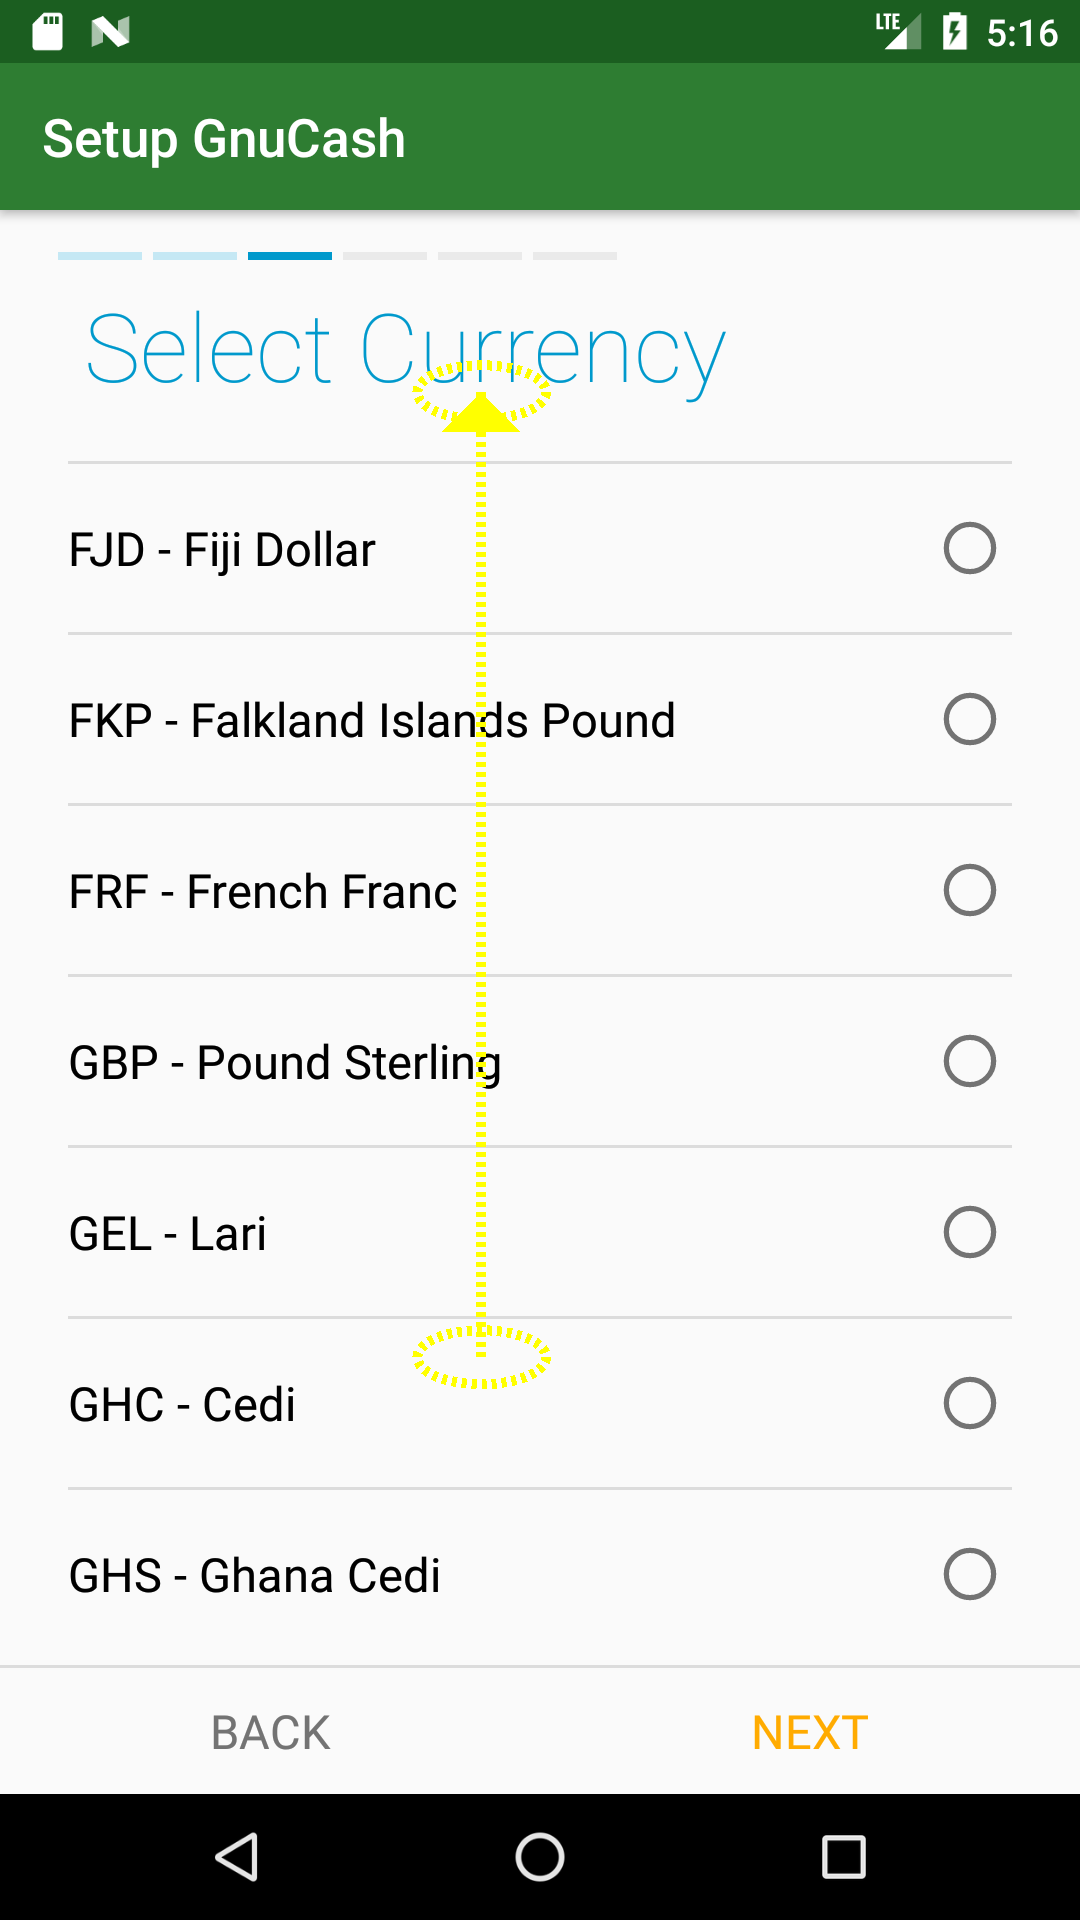 LTE 5:16
Setup GnuCash
Select Currency
FJD - Fiji Dollar
FKP - Falkland Islands Pound
FRF - French Franc
GBP - Pound Sterling
GEL - Lari
GHC - Cedi
GHS - Ghana Cedi
BACK NEXT